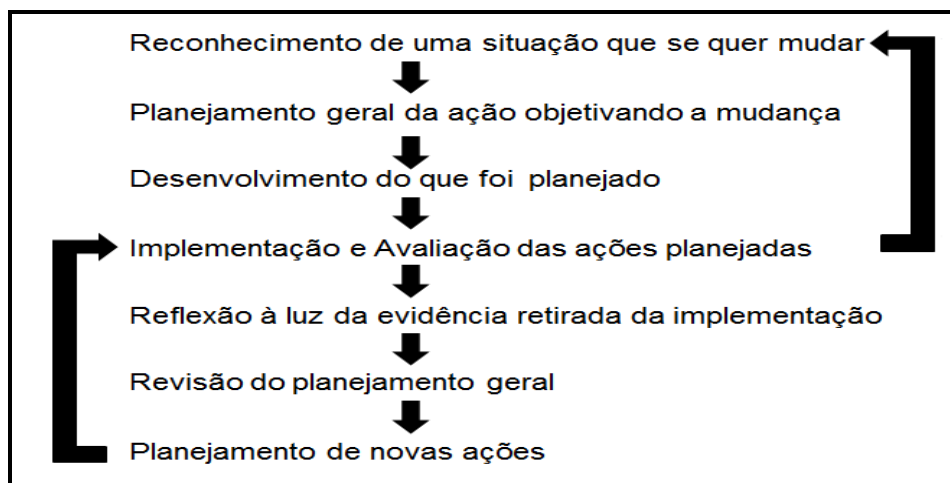 Reconhecimento de uma situação que se quer mudar
Planejamento geral da ação objetivando a mudança
Desenvolvimento do que foi planejado
Implementação e Avaliação das ações planejadas
Reflexão à luz da evidência retirada da implementação
Revisão do planejamento geral
Planejamento de novas ações